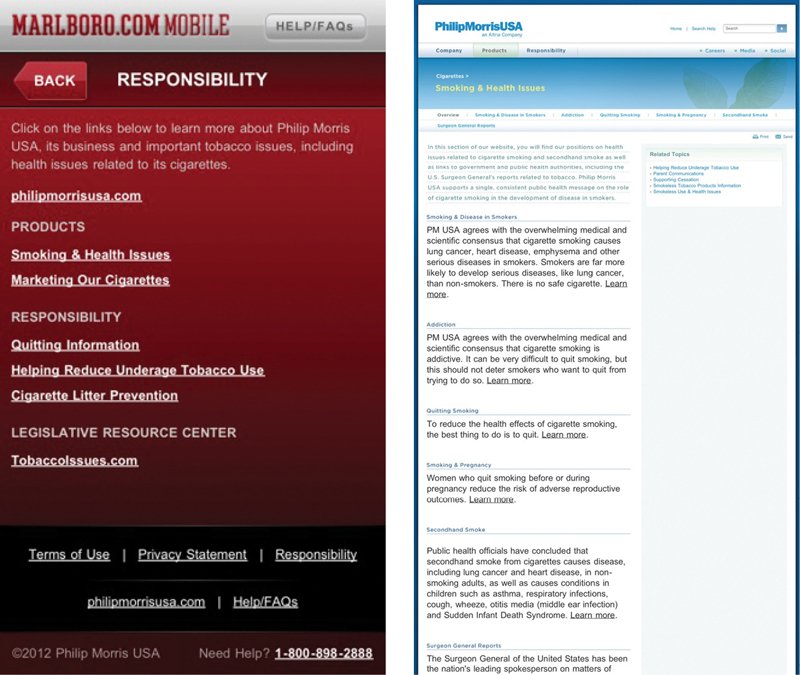 MARLBORO.COM MOBILE
HELP/FAQs
BACK
RESPONSIBILITY
Click on the links below to learn more about Philip Morris
USA, its business and important tobacco issues, including
health issues related to its cigarettes.
philipmorrisusa.com
PRODUCTS
Smoking & Health Issues
Marketing Our Cigarettes
RESPONSIBILITY
Quitting Information
Helping Reduce Underage Tobacco Use
Cigarette Litter Prevention
LEGISLATIVE RESOURCE CENTER
TobaccoIssues.com
Terms of Use | Privacy Statement | Responsibility
philipmorrisusa.com | Help/FAQs
©2012 Philip Morris USA Need Help? 1-800-898-2888
PhilipMorrisUSA
an Altria Company
Home | Search Help Search
Company Products Responsibility
Careers Media Social
Cigarettes >
Smoking & Health Issues
Overview Smoking & Disease in Smokers Addiction Quitting Smoking Smoking & Pregnancy Secondhand Smoke
Surgeon General Reports
Print Send
In this section of our website, you will find our positions on health
issues related to cigarette smoking and secondhand smoke as well
as links to government and public health authorities, including the
U.S. Surgeon General's reports related to tobacco. Philip Morris
USA supports a single, consistent public health message on the role
of cigarette smoking in the development of disease in smokers.
Related Topics
Helping Reduce Underage Tobacco Use
Parent Communications
Supporting Cessation
Smokeless Tobacco Products Information
Smokeless Use & Health Issues
Smoking & Disease in Smokers
PM USA agrees with the overwhelming medical and
scientific consensus that cigarette smoking causes
lung cancer, heart disease, emphysema and other
serious diseases in smokers. Smokers are far more
likely to develop serious diseases, like lung cancer,
than non-smokers. There is no safe cigarette. Learn
more.
Addiction
PM USA agrees with the overwhelming medical and
scientific consensus that cigarette smoking is
addictive. It can be very difficult to quit smoking, but
this should not deter smokers who want to quit from
trying to do so. Learn more.
Quitting Smoking
To reduce the health effects of cigarette smoking,
the best thing to do is to quit. Learn more.
Smoking & Pregnancy
Women who quit smoking before or during
pregnancy reduce the risk of adverse reproductive
outcomes. Learn more.
Secondhand Smoke
Public health officials have concluded that
secondhand smoke from cigarettes causes disease,
including lung cancer and heart disease, in non-
smoking adults, as well as causes conditions in
children such as asthma, respiratory infections,
cough, wheeze, otitis media (middle ear infection)
and Sudden Infant Death Syndrome. Learn more.
Surgeon General Reports
The Surgeon General of the United States has been
the nation's leading spokesperson on matters of